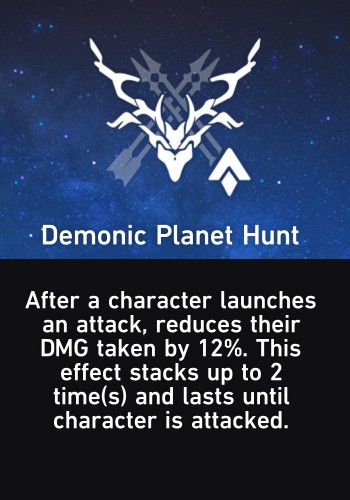 Demonic Planet Hunt
After a character launches
an attack, reduces their
DMG taken by 12%. This
effect stacks up to 2
time(s) and lasts until
character is attacked.